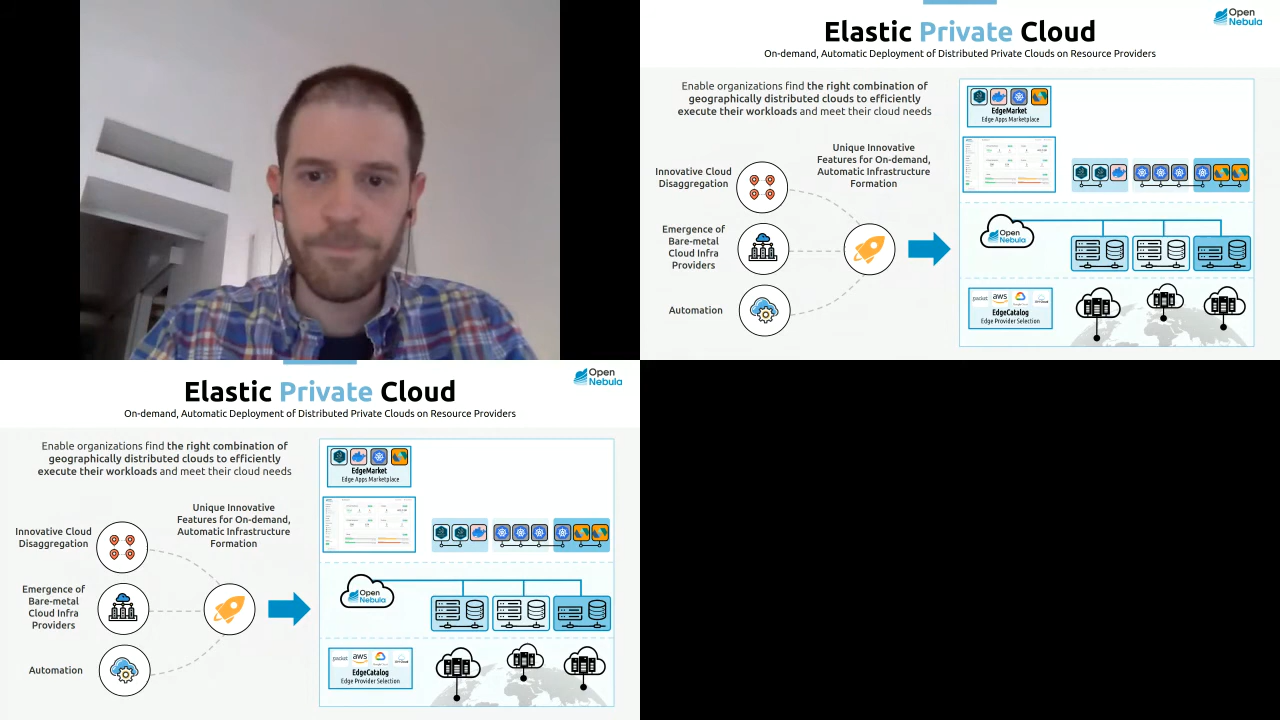 Open
Nebula
Elastic Private Cloud
On-demand, Automatic Deployment of Distributed Private Clouds on Resource Providers
Enable organizations find the right combination of
geographically distributed clouds to efficiently
execute their workloads and meet their cloud needs
Unique Innovative
Features for On-demand,
Automatic Infrastructure
Formation
Innovative Cloud
Disaggregation
Emergence of
Bare-metal
Cloud Infra
Providers
Automation
EdgeMarket
Edge Apps Marketplace
Open
Nebula
packet
aws
EdgeCatalog
Edge Provider Selection
Open
Nebula
Elastic Private Cloud
On-demand, Automatic Deployment of Distributed Private Clouds on Resource Providers
Enable organizations find the right combination of
geographically distributed clouds to efficiently
execute their workloads and meet their cloud needs
Unique Innovative
Features for On-demand,
Automatic Infrastructure
Formation
Innovative Cloud
Disaggregation
Emergence of
Bare-metal
Cloud Infra
Providers
Automation
EdgeMarket
Edge Apps Marketplace
Open
Nebula
packet
aws
EdgeCatalog
Edge Provider Selection